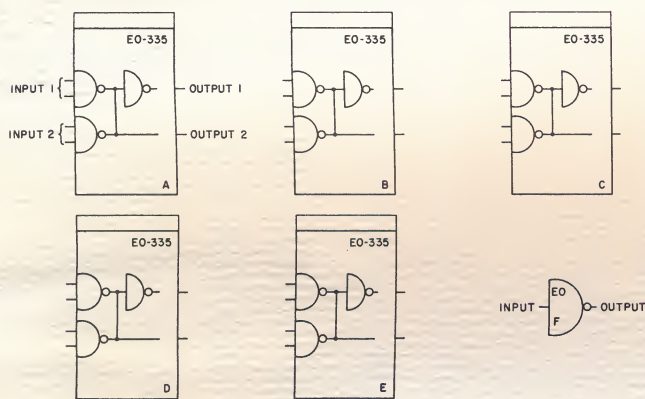 EO-335
EO-335
EO-335
INPUT 1
OUTPUT 1
INPUT 2
OUTPUT 2
A
B
C
EO-335
EO-335
EO
INPUT
OUTPUT
F
D
E